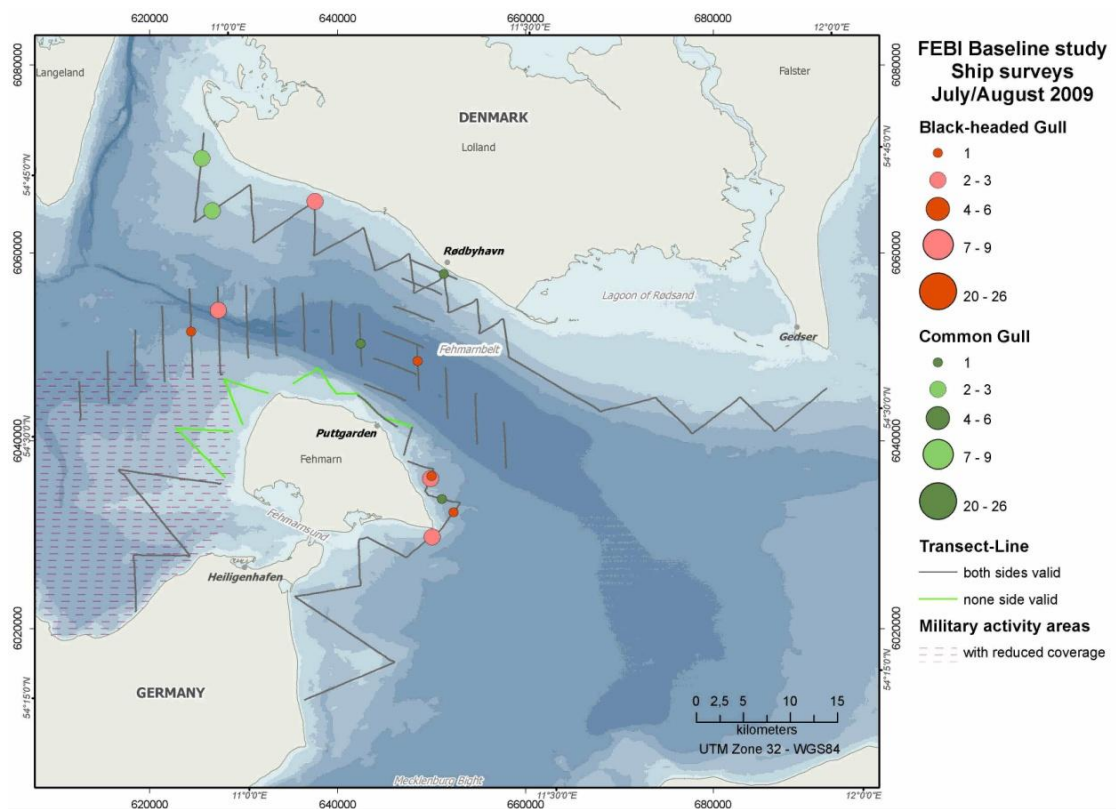 620000
640000
660000
680000
11°0'0"E
11°30'0"E
12°0'0"E
6080000
6060000
6040000
6020000
54°45'0"N
54°30'0"N
54°15'0"N
Langeland
DENMARK
Lolland
Falster
Rødbyhavn
Lagoon of Rødsand
Gedser
Fehmarnbelt
Puttgarden
Fehmarn
Fehmarnsund
Heiligenhafen
GERMANY
Mecklenburg Bight
0 2,5 5 10 15
kilometers
UTM Zone 32 - WGS84
6080000
6060000
6040000
6020000
54°45'0"N
54°30'0"N
54°15'0"N
620000
640000
660000
680000
11°0'0"E
11°30'0"E
12°0'0"E
FEBI Baseline study
Ship surveys
July/August 2009
Black-headed Gull
1
2 - 3
4 - 6
7 - 9
20 - 26
Common Gull
1
2 - 3
4 - 6
7 - 9
20 - 26
Transect-Line
both sides valid
none side valid
Military activity areas
with reduced coverage